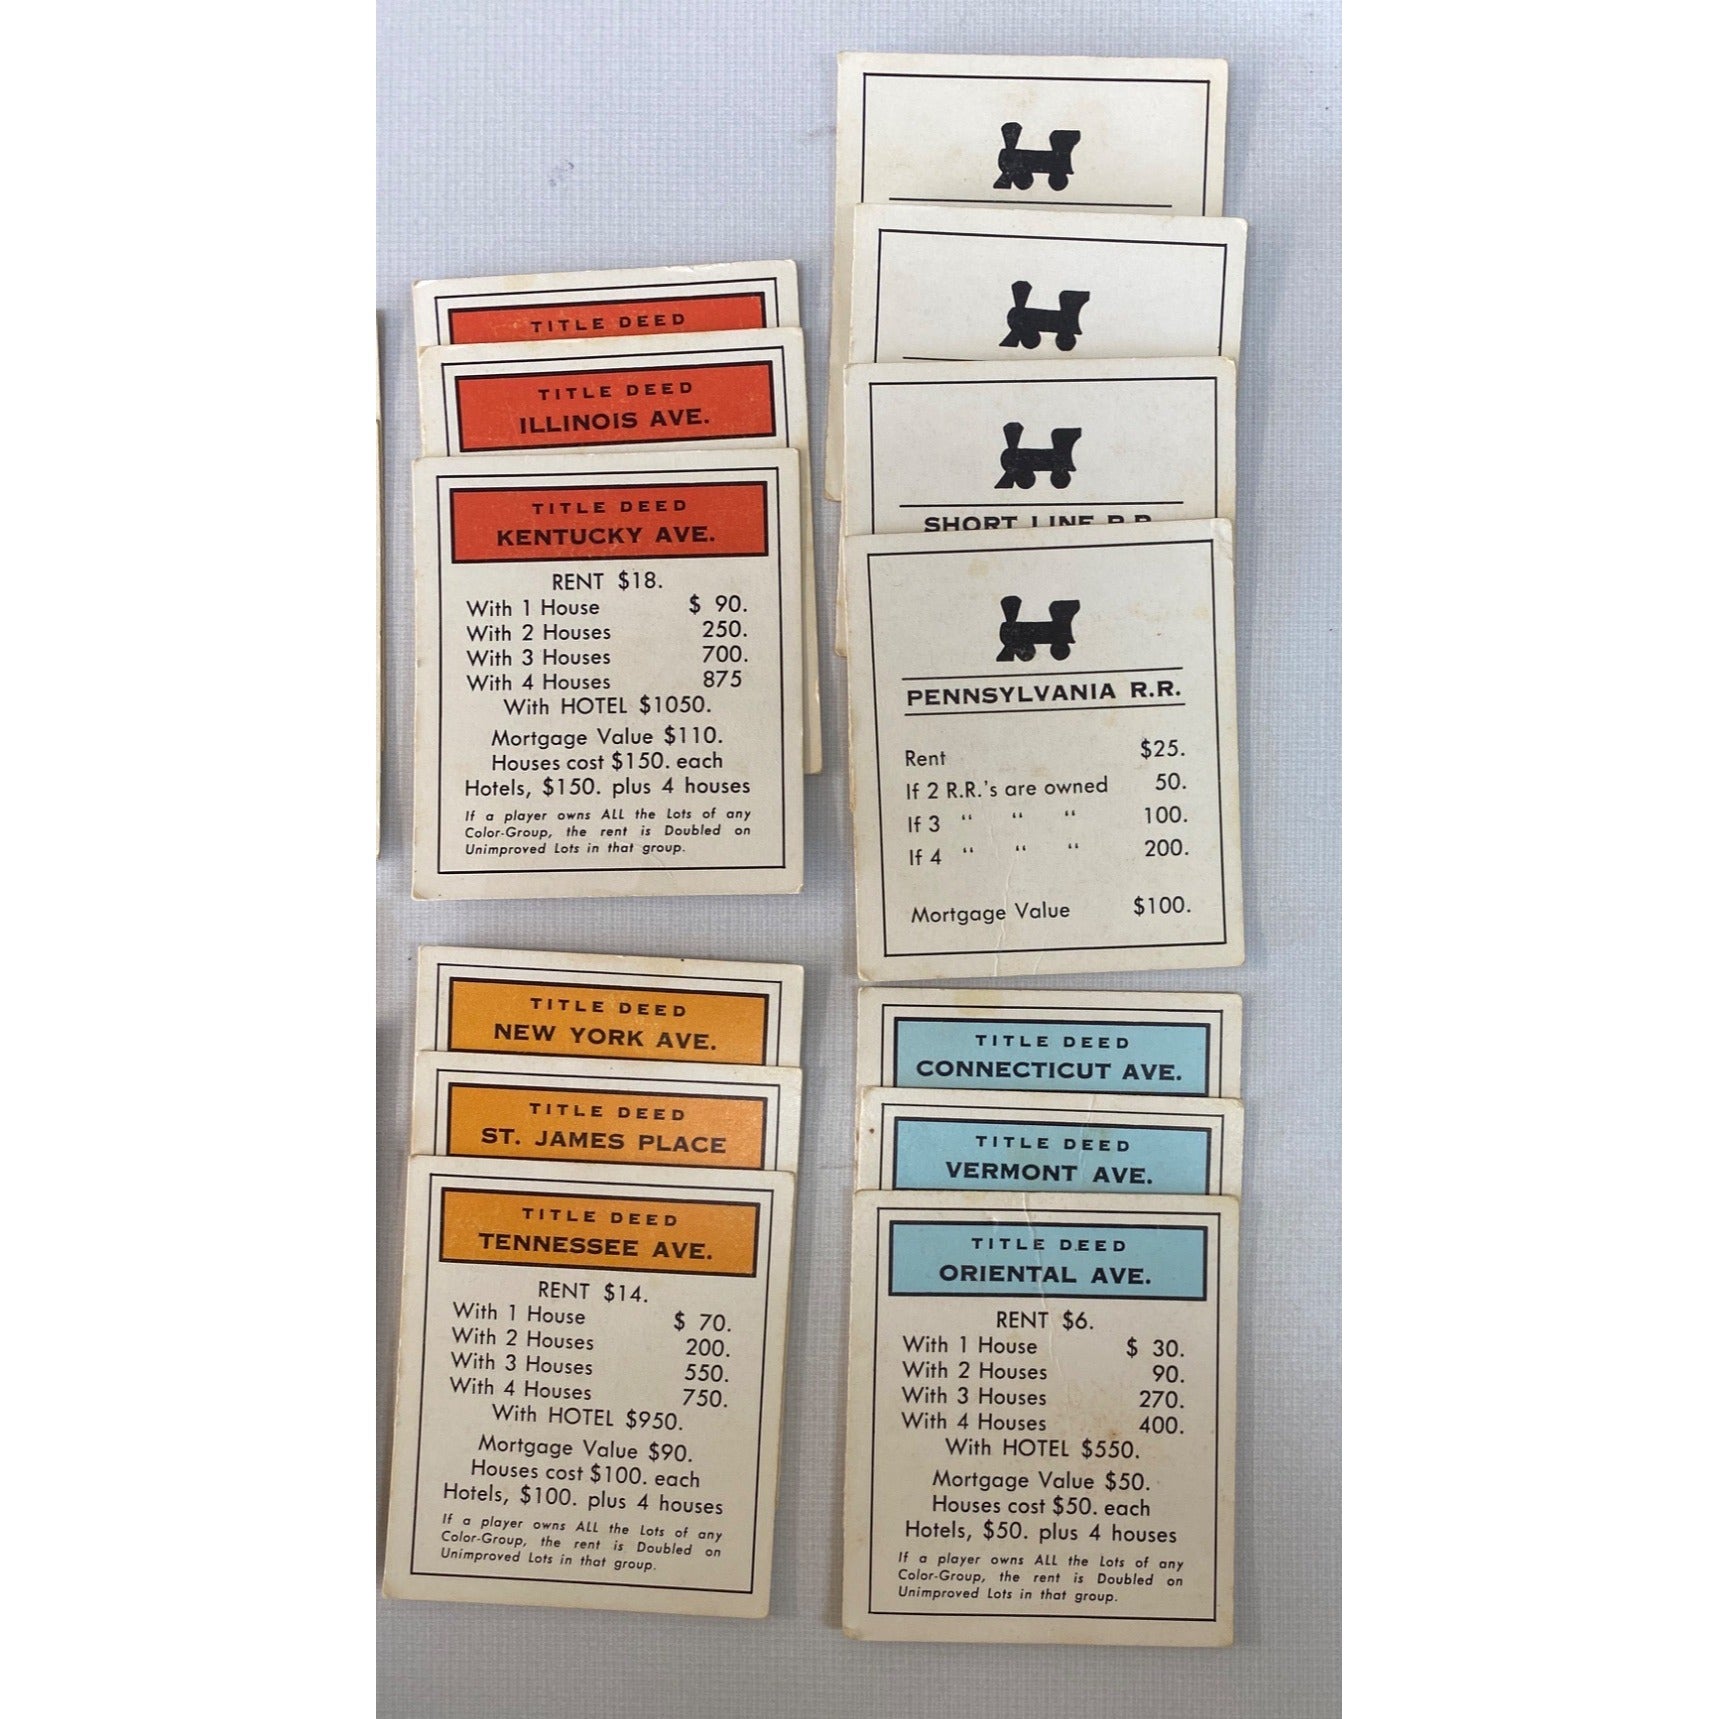 TITLE DEED
TITLE DEED
ILLINOIS AVE.
TITLE DEED
KENTUCKY AVE.
RENT $18.
With 1 House $ 90.
With 2 Houses 250.
With 3 Houses 700.
With 4 Houses 875
With HOTEL $1050.
Mortgage Value $110.
Houses cost $150. each
Hotels, $150. plus 4 houses
If a player owns ALL the Lots of any
Color-Group, the rent is Doubled on
Unimproved Lots in that group.
SHORT LINE R.R.
PENNSYLVANIA R.R.
Rent $25.
If 2 R.R.'s are owned 50.
If 3 “ “ “ 100.
If 4 “ “ “ 200.
Mortgage Value $100.
TITLE DEED
NEW YORK AVE.
TITLE DEED
ST. JAMES PLACE
TITLE DEED
TENNESSEE AVE.
RENT $14.
With 1 House $ 70.
With 2 Houses 200.
With 3 Houses 550.
With 4 Houses 750.
With HOTEL $950.
Mortgage Value $90.
Houses cost $100. each
Hotels, $100. plus 4 houses
If a player owns ALL the Lots of any
Color-Group, the rent is Doubled on
Unimproved Lots in that group.
TITLE DEED
CONNECTICUT AVE.
TITLE DEED
VERMONT AVE.
TITLE DEED
ORIENTAL AVE.
RENT $6.
With 1 House $ 30.
With 2 Houses 90.
With 3 Houses 270.
With 4 Houses 400.
With HOTEL $550.
Mortgage Value $50.
Houses cost $50. each
Hotels, $50. plus 4 houses
If a player owns ALL the Lots of any
Color-Group, the rent is Doubled on
Unimproved Lots in that group.